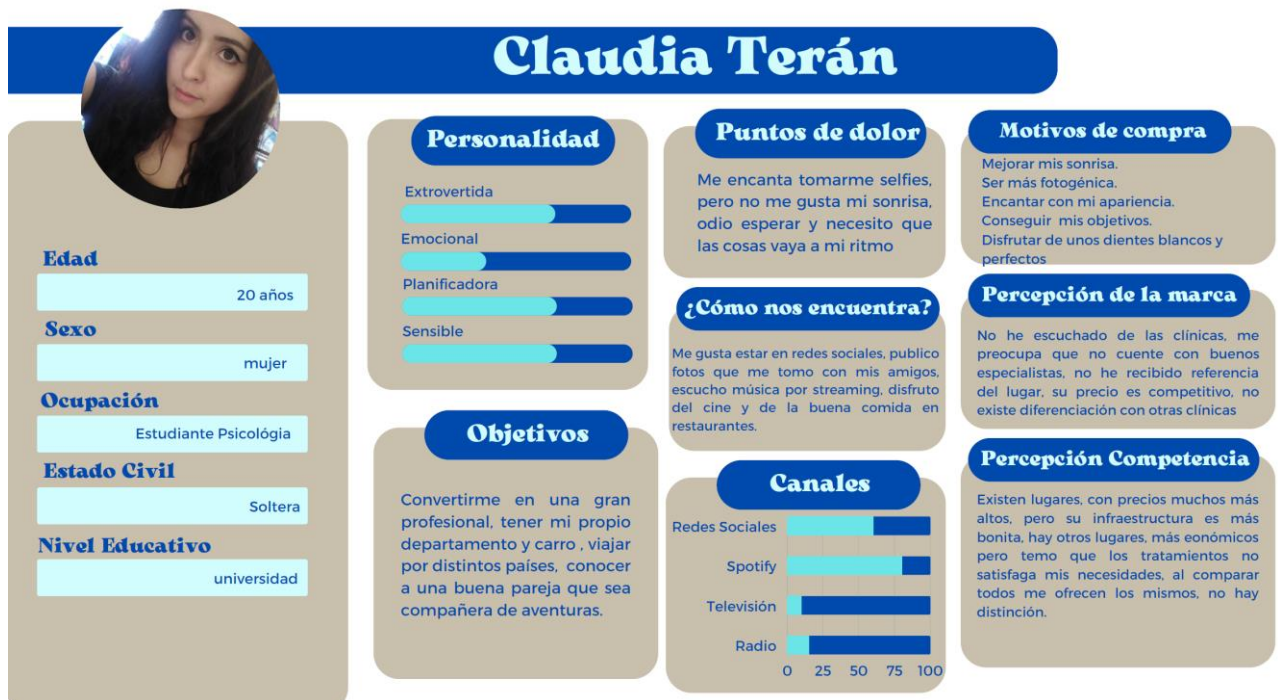 Claudia Terán
Edad
20 años
Sexo
mujer
Ocupación
Estudiante Psicológia
Estado Civil
Soltera
Nivel Educativo
universidad
Personalidad
Extrovertida
Emocional
Planificadora
Sensible
Objetivos
Convertirme en una gran
profesional, tener mi propio
departamento y carro , viajar
por distintos países, conocer
a una buena pareja que sea
compañera de aventuras.
Puntos de dolor
Me encanta tomarme selfies,
pero no me gusta mi sonrisa,
odio esperar y necesito que
las cosas vaya a mi ritmo
¿Cómo nos encuentra?
Me gusta estar en redes sociales, publico
fotos que me tomo con mis amigos,
escucho música por streaming, disfruto
del cine y de la buena comida en
restaurantes.
Canales
Redes Sociales
Spotify
Televisión
Radio
0 25 50 75 100
Motivos de compra
Mejorar mis sonrisa.
Ser más fotogénica.
Encantar con mi apariencia.
Conseguir mis objetivos.
Disfrutar de unos dientes blancos y
perfectos
Percepción de la marca
No he escuchado de las clínicas, me
preocupa que no cuente con buenos
especialistas, no he recibido referencia
del lugar, su precio es competitivo, no
existe diferenciación con otras clínicas
Percepción Competencia
Existen lugares, con precios muchos más
altos, pero su infraestructura es más
bonita, hay otros lugares, más eonómicos
pero temo que los tratamientos no
satisfaga mis necesidades, al comparar
todos me ofrecen los mismos, no hay
distinción.